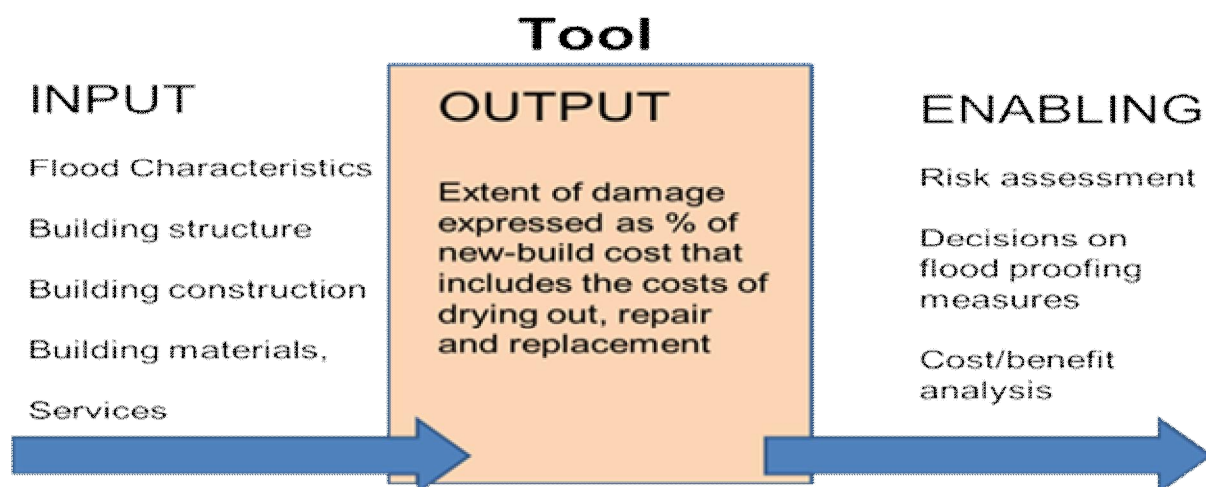 Tool
INPUT
Flood Characteristics
Building structure
Building construction
Building materials,
Services
OUTPUT
Extent of damage
expressed as % of
new-build cost that
includes the costs of
drying out, repair
and replacement
ENABLING
Risk assessment
Decisions on
flood proofing
measures
Cost/benefit
analysis